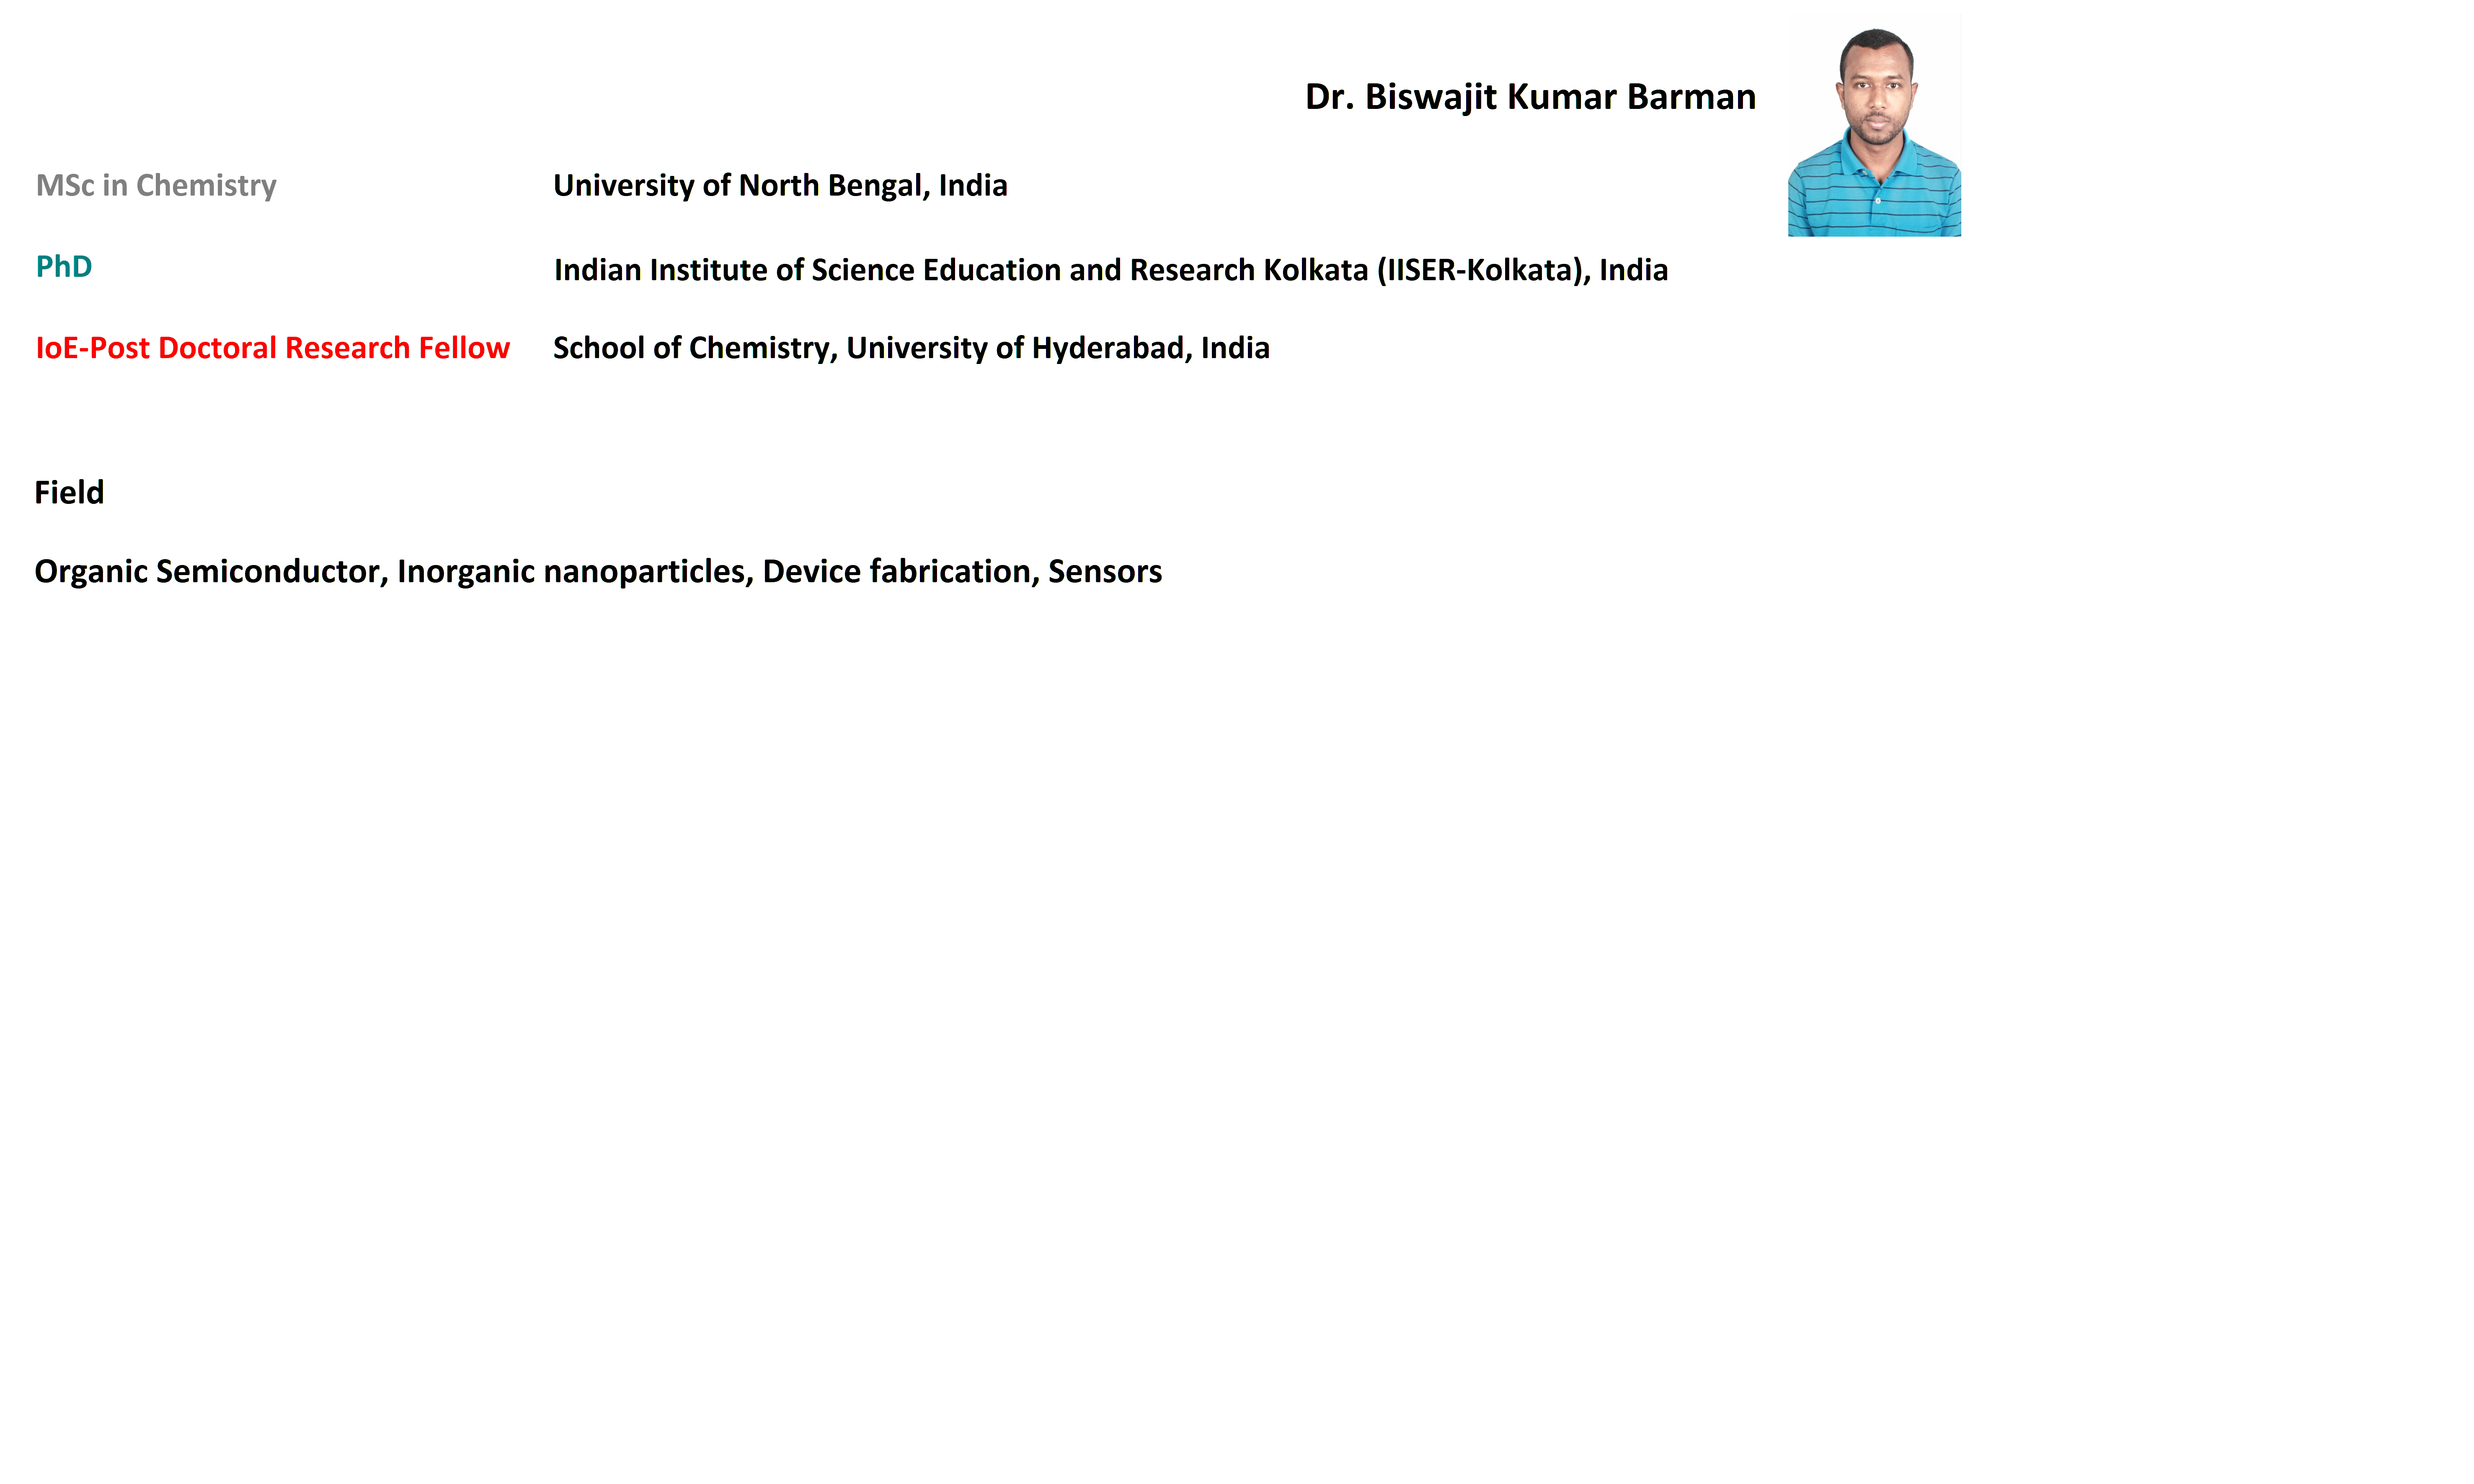 Dr. Biswajit Kumar Barman
MSc in Chemistry University of North Bengal, India
PhD Indian Institute of Science Education and Research Kolkata (IISER-Kolkata), India
IoE-Post Doctoral Research Fellow School of Chemistry, University of Hyderabad, India
Field
Organic Semiconductor, Inorganic nanoparticles, Device fabrication, Sensors